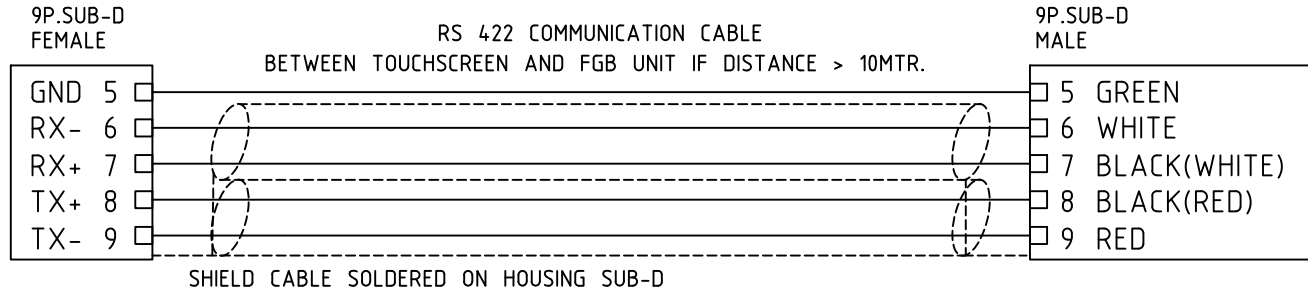 9P.SUB-D
FEMALE
RS 422 COMMUNICATION CABLE
BETWEEN TOUCHSCREEN AND FGB UNIT IF DISTANCE > 10MTR.
9P.SUB-D
MALE
GND 5
RX- 6
RX+ 7
TX+ 8
TX- 9
5 GREEN
6 WHITE
7 BLACK(WHITE)
8 BLACK(RED)
9 RED
SHIELD CABLE SOLDERED ON HOUSING SUB-D